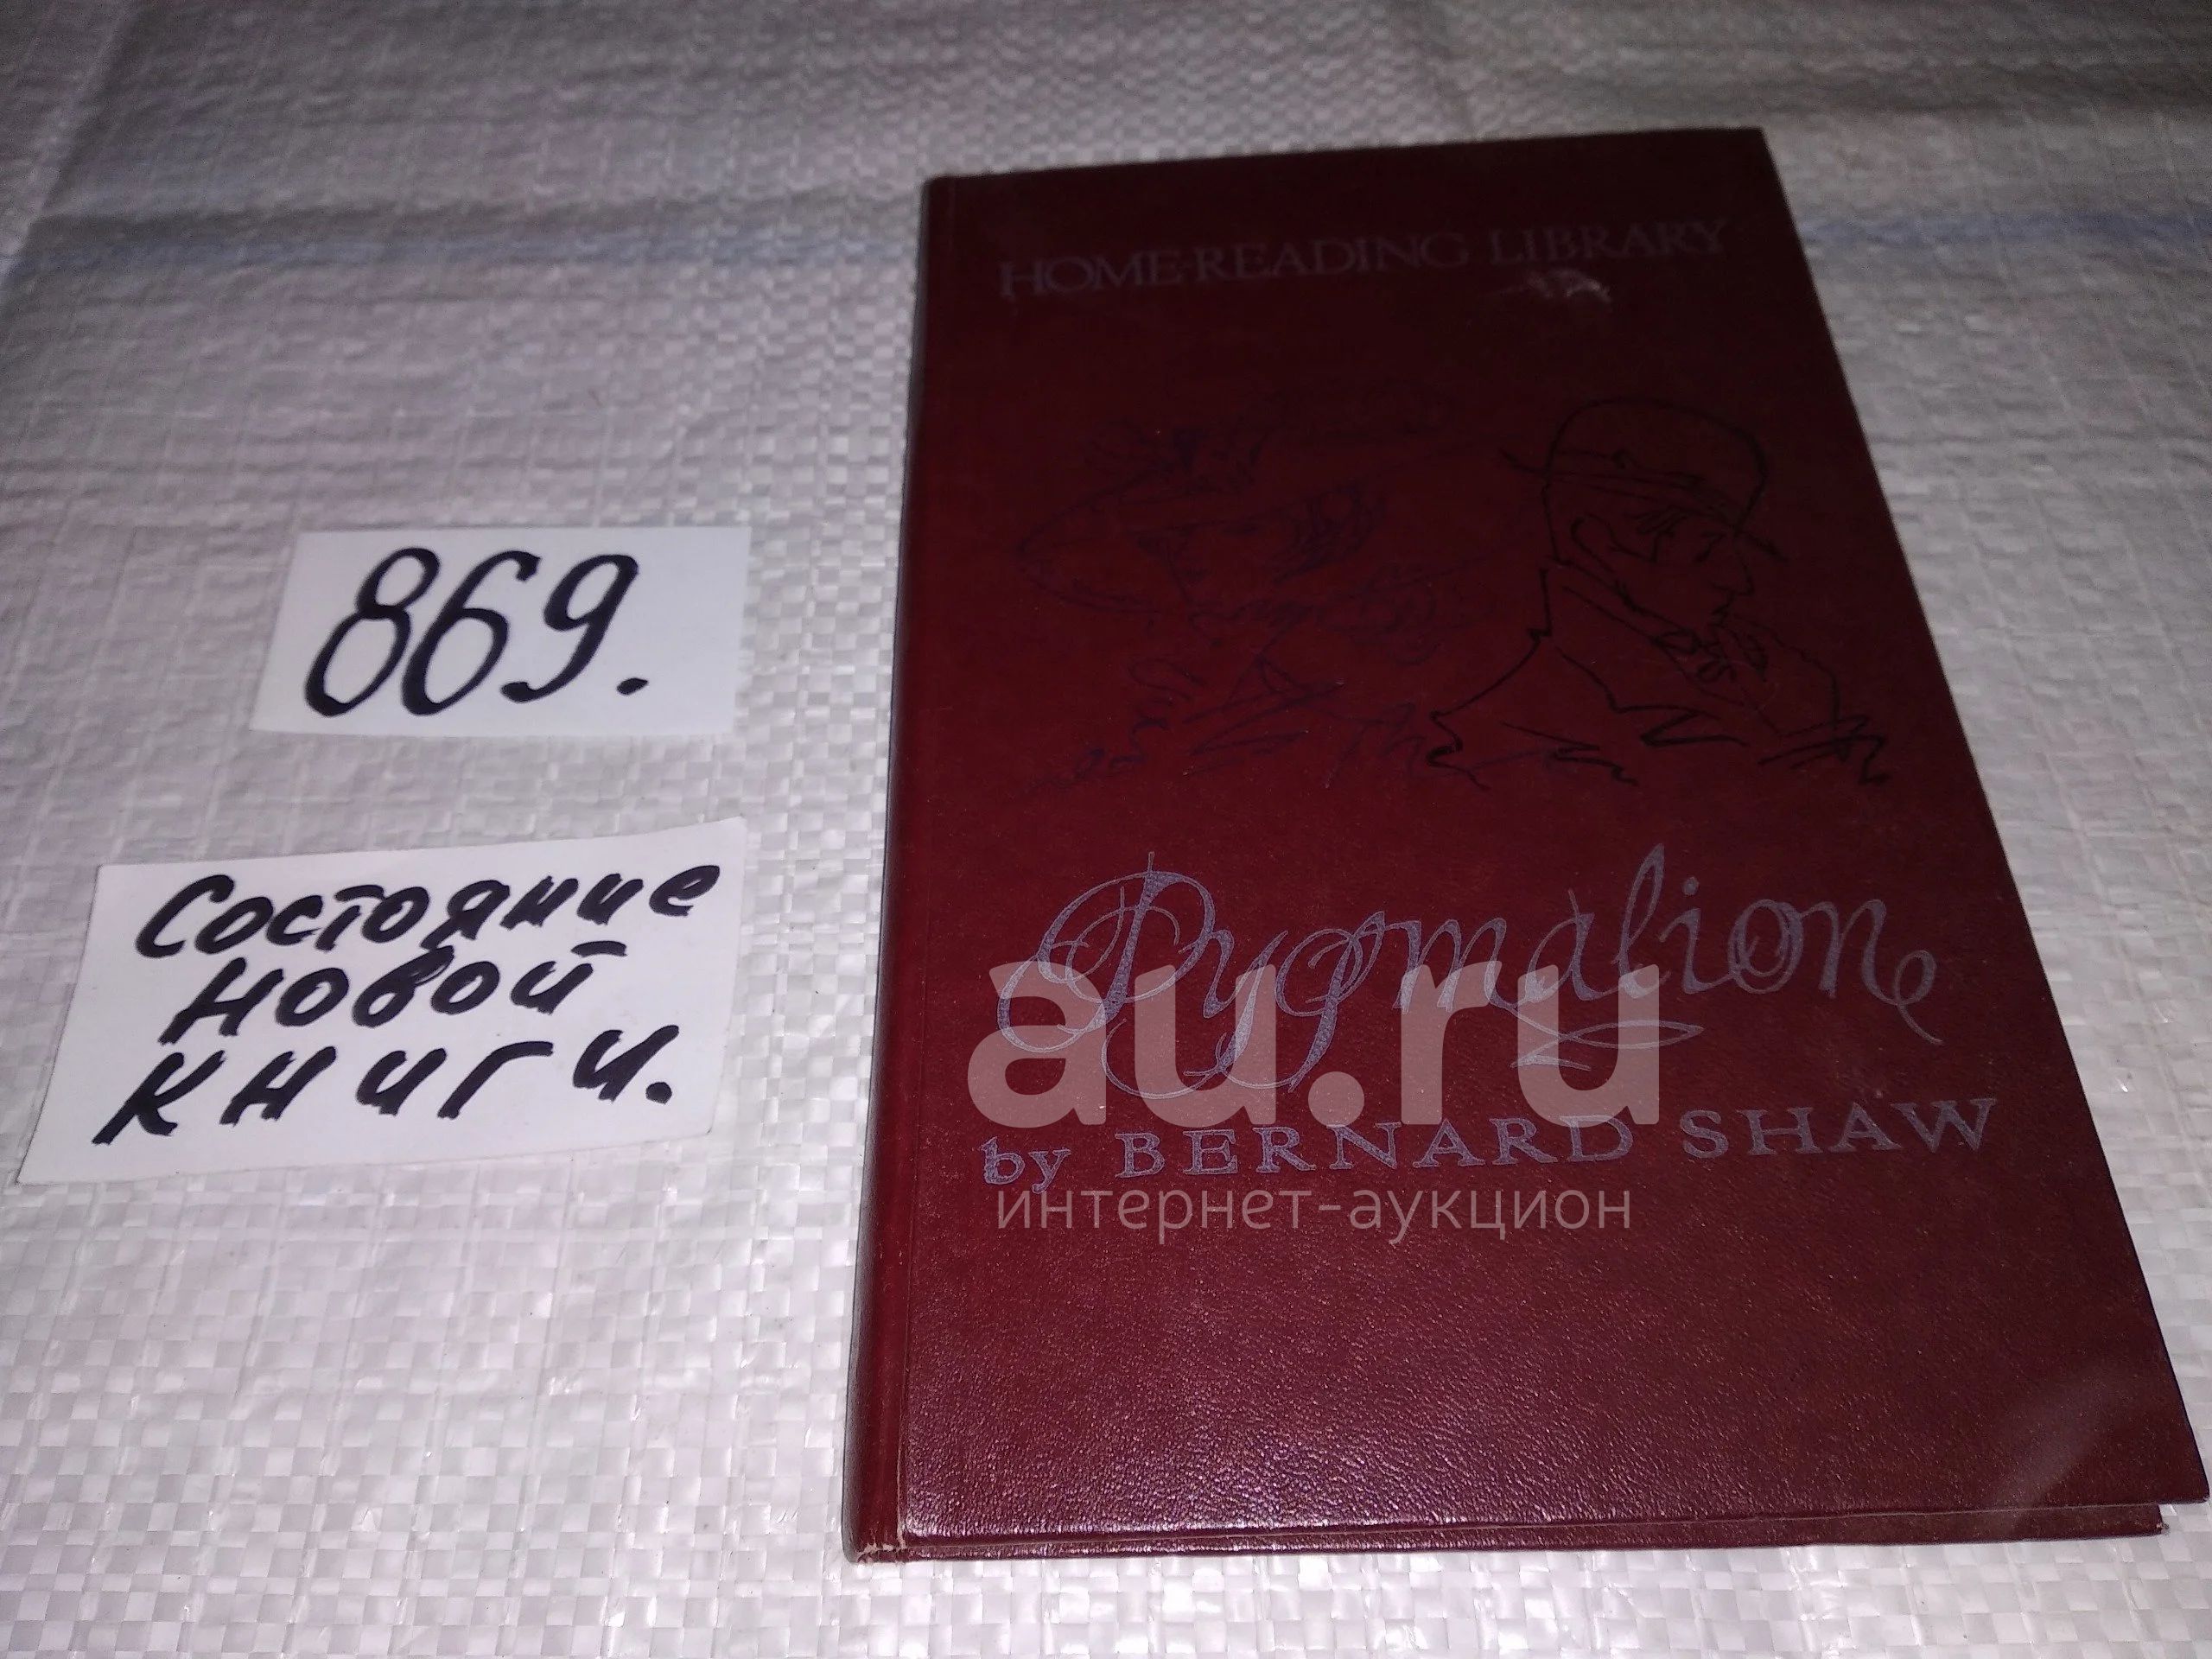 HOME-READING LIBRARY
869.
Состояние
новой
книги.
Pygmalion
au.ru
by BERNARD SHAW
интернет-аукцион